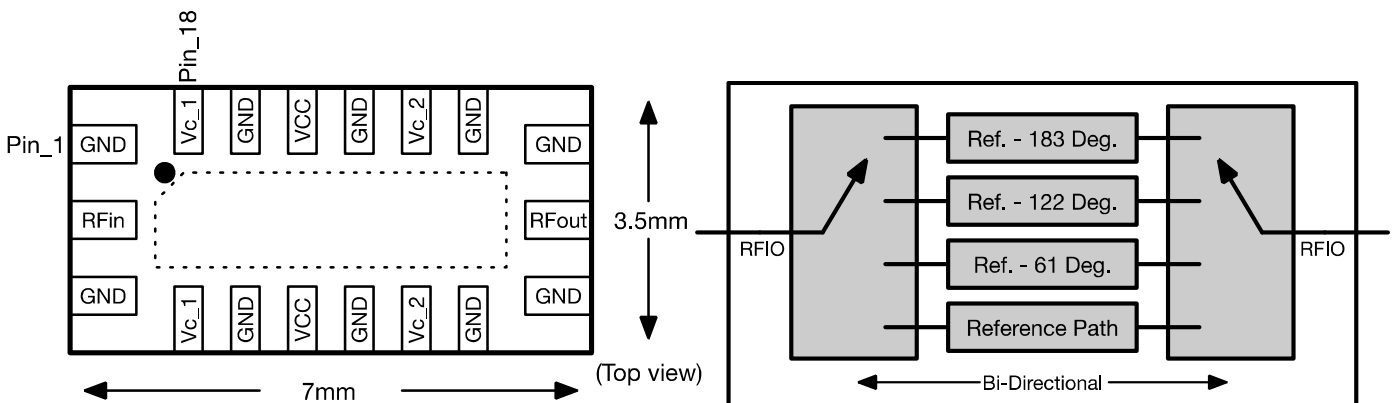 Pin_18
Vc_1
GND
VCC
GND
Vc_2
GND
Pin_1
GND
GND
RFin
RFout
GND
GND
Vc_1
GND
VCC
GND
Vc_2
GND
3.5mm
(Top view)
7mm
Ref. - 183 Deg.
Ref. - 122 Deg.
RFIO
RFIO
Ref. - 61 Deg.
Reference Path
Bi-Directional